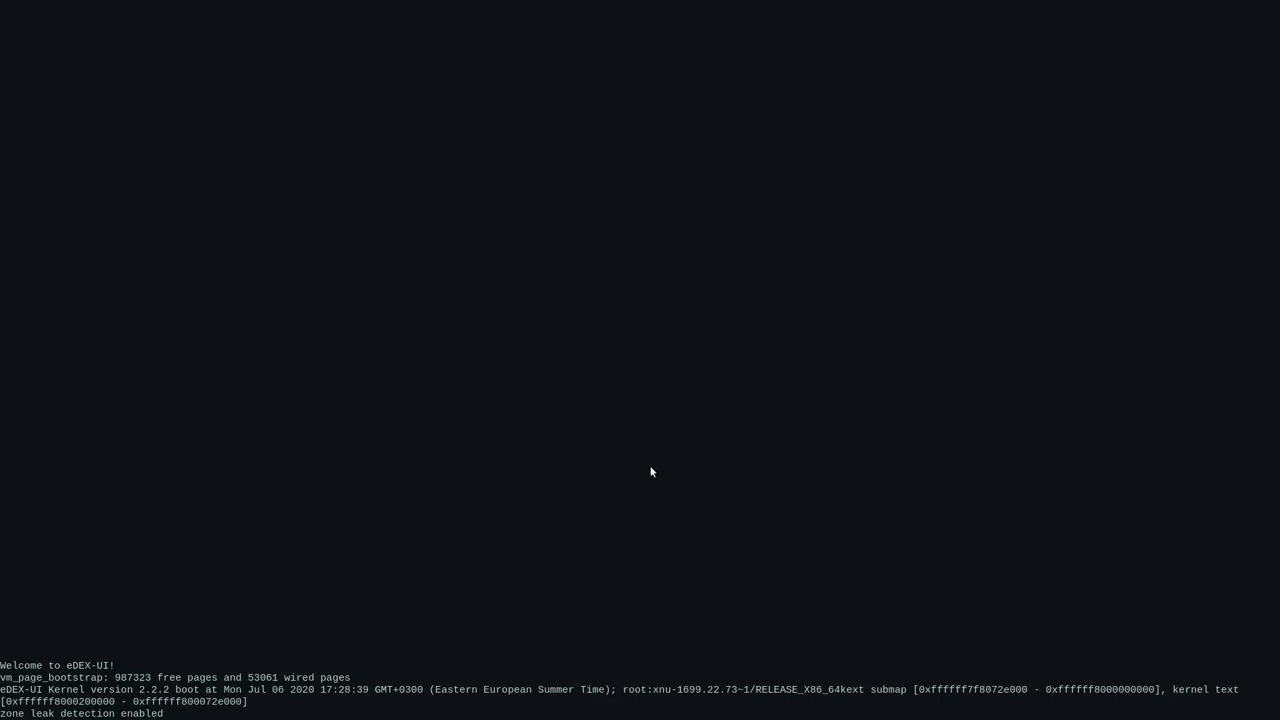 Welcome to eDEX-UI!
vm_page_bootstrap: 987323 free pages and 53061 wired pages
eDEX-UI Kernel version 2.2.2 boot at Mon Jul 06 2020 17:28:39 GMT+0300 (Eastern European Summer Time); root:xnu-1699.22.73~1/RELEASE_X86_64kext submap [0xffffff7f8072e000 - 0xffffff8000000000], kernel text
[0xffffff8000200000 - 0xffffff800072e000]
zone leak detection enabled